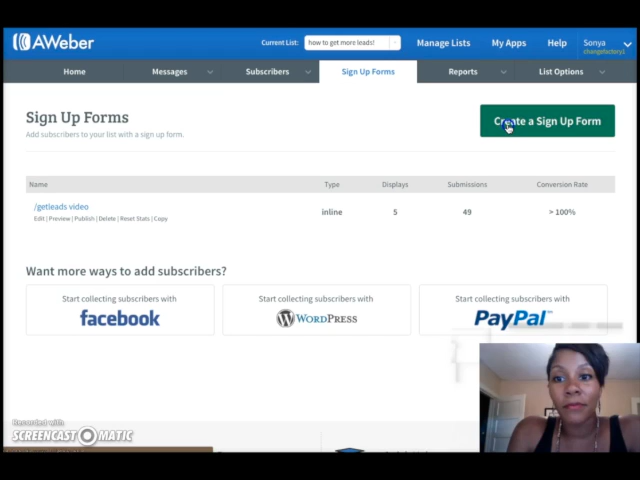 AWeber
Current List: how to get more leads!
Manage Lists
My Apps
Help
Sonya
changefactory1
Home
Messages
Subscribers
Sign Up Forms
Reports
List Options
Sign Up Forms
Add subscribers to your list with a sign up form.
Create a Sign Up Form
Name Type Displays Submissions Conversion Rate
/getleads video inline 5 49 > 100%
Edit | Preview | Publish | Delete | Reset Stats | Copy
Want more ways to add subscribers?
Start collecting subscribers with
facebook
Start collecting subscribers with
WORDPRESS
Start collecting subscribers with
PayPal
Recorded with
SCREENCAST O MATIC